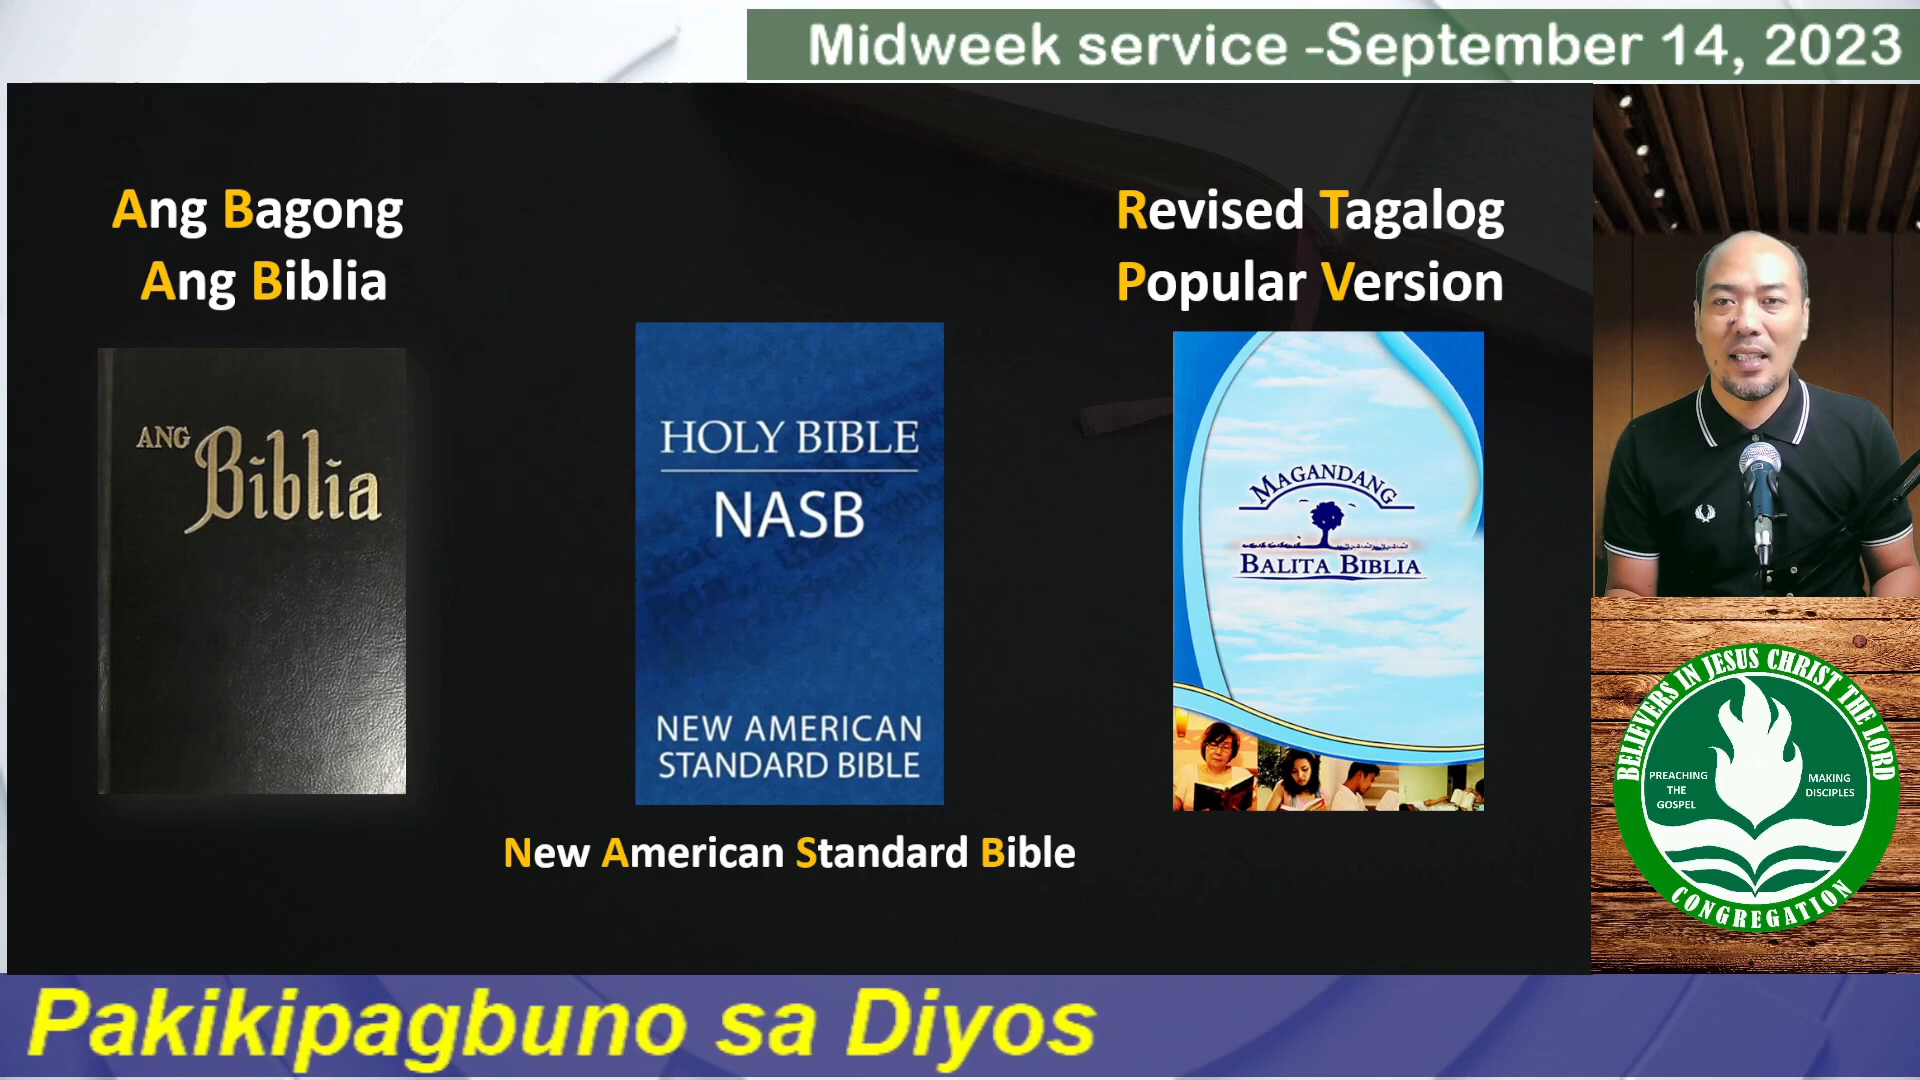 Midweek service -September 14, 2023
Ang Bagong
Ang Biblia
Revised Tagalog
Popular Version
ANG Biblia
HOLY BIBLE
NASB
NEW AMERICAN
STANDARD BIBLE
MAGANDANG
BALITA BIBLIA
New American Standard Bible
BELIEVERS IN JESUS CHRIST THE LORD
PREACHING
THE
GOSPEL
MAKING
DISCIPLES
CONGREGATION
Pakikipagbuno sa Diyos